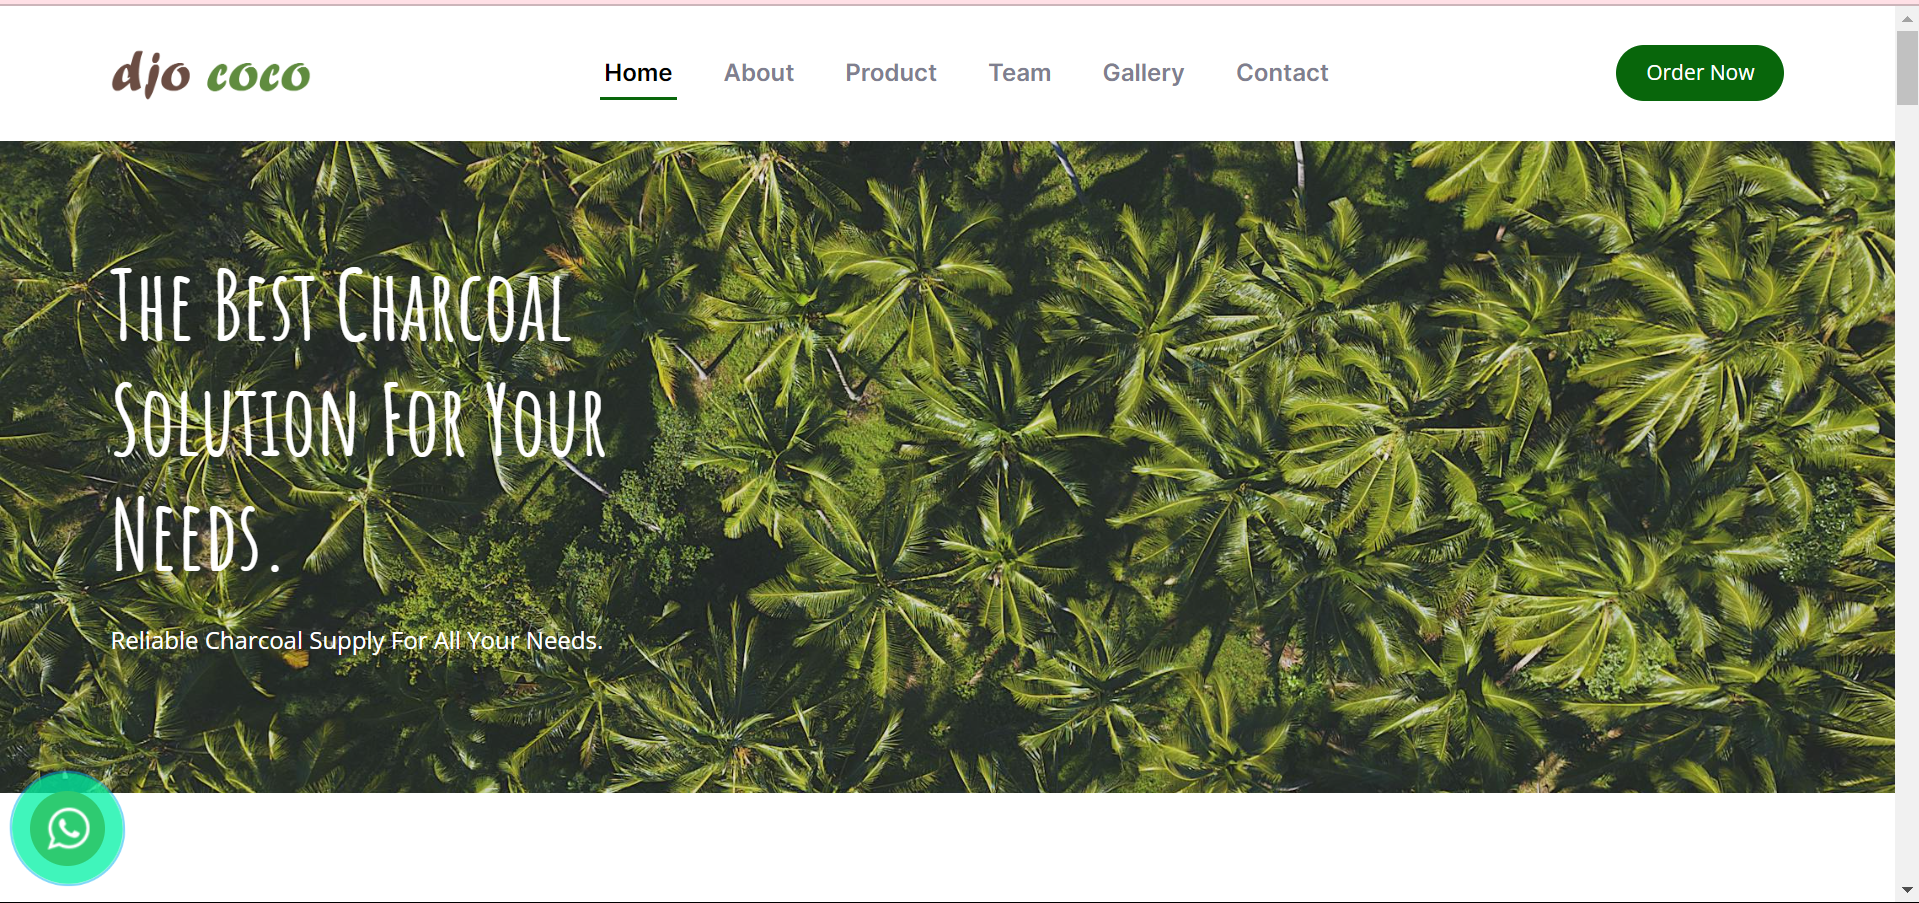 djo coco
Home About Product Team Gallery Contact
Order Now
The Best Charcoal
Solution For Your
Needs.
Reliable Charcoal Supply For All Your Needs.